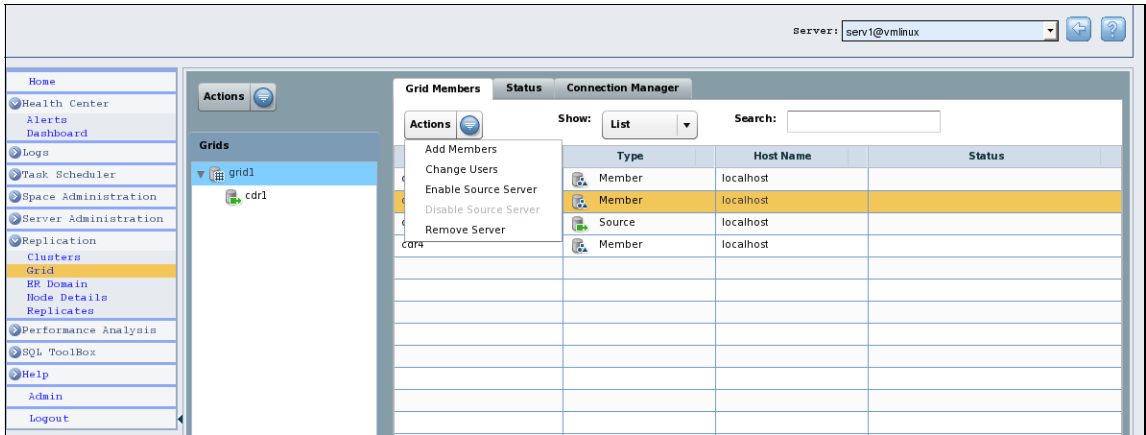 Server: serv1@vmlinux
Home
Health Center
Alerts
Dashboard
Logs
Task Scheduler
Space Administration
Server Administration
Replication
Clusters
Grid
ER Domain
Node Details
Replicates
Performance Analysis
SQL ToolBox
Help
Admin
Logout
Actions
Grids
grid1
cdr1
Grid Members Status Connection Manager
Actions Show: List Search:
Add Members
Change Users
Enable Source Server
Disable Source Server
Remove Server
Type Host Name Status
Member localhost
Member localhost
Source localhost
cdr4 Member localhost